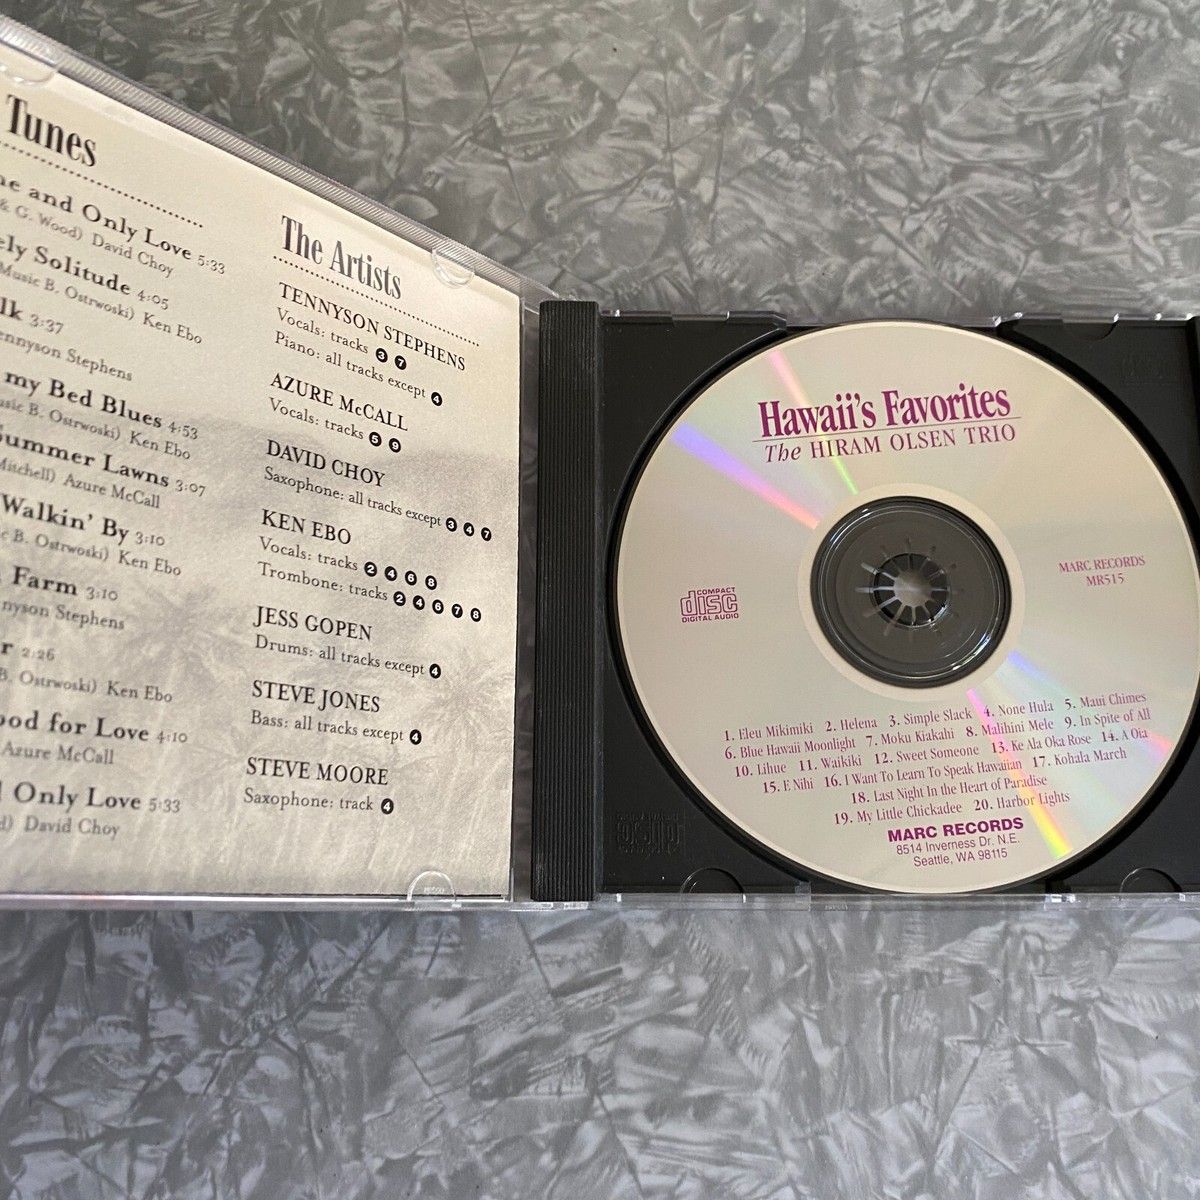 Tunes
ne and Only Love 5:33
& G. Wood) David Choy
ely Solitude 4:05
Music B. Ostrwoski) Ken Ebo
lk 3:37
ennyson Stephens
my Bed Blues 4:53
usic B. Ostrwoski) Ken Ebo
Summer Lawns 3:07
Mitchell) Azure McCall
Walkin' By 3:10
c B. Ostrwoski) Ken Ebo
Farm 3:10
nyson Stephens
r 2:26
B. Ostrwoski) Ken Ebo
ood for Love 4:10
Azure McCall
d Only Love 5:33
d) David Choy
The Artists
TENNYSON STEPHENS
Vocals: tracks 3 7
Piano: all tracks except 4
AZURE McCALL
Vocals: tracks 5 9
DAVID CHOY
Saxophone: all tracks except 3 4 7
KEN EBO
Vocals: tracks 2 4 6 8
Trombone: tracks 2 4 6 7 8
JESS GOPEN
Drums: all tracks except 4
STEVE JONES
Bass: all tracks except 4
STEVE MOORE
Saxophone: track 4
Hawaii's Favorites
The HIRAM OLSEN TRIO
MARC RECORDS
MR515
COMPACT
disc
DIGITAL AUDIO
1. Eleu Mikimiki 2. Helena 3. Simple Slack 4. None Hula 5. Maui Chimes
6. Blue Hawaii Moonlight 7. Moku Kiakahi 8. Malihini Mele 9. In Spite of All
10. Lihue 11. Waikiki 12. Sweet Someone 13. Ke Ala Oka Rose 14. A Oia
15. E Nihi 16. I Want To Learn To Speak Hawaiian 17. Kohala March
18. Last Night In the Heart of Paradise
19. My Little Chickadee 20. Harbor Lights
MARC RECORDS
8514 Inverness Dr. N.E.
Seattle, WA 98115